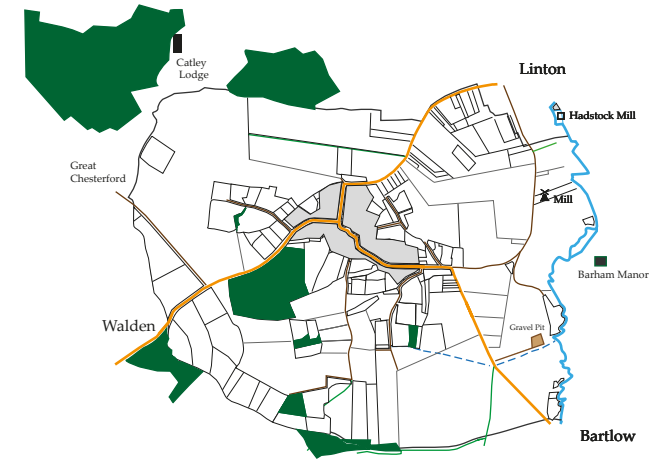 Catley
Lodge
Linton
Hadstock Mill
Great
Chesterford
Mill
Barham Manor
Walden
Gravel Pit
Bartlow